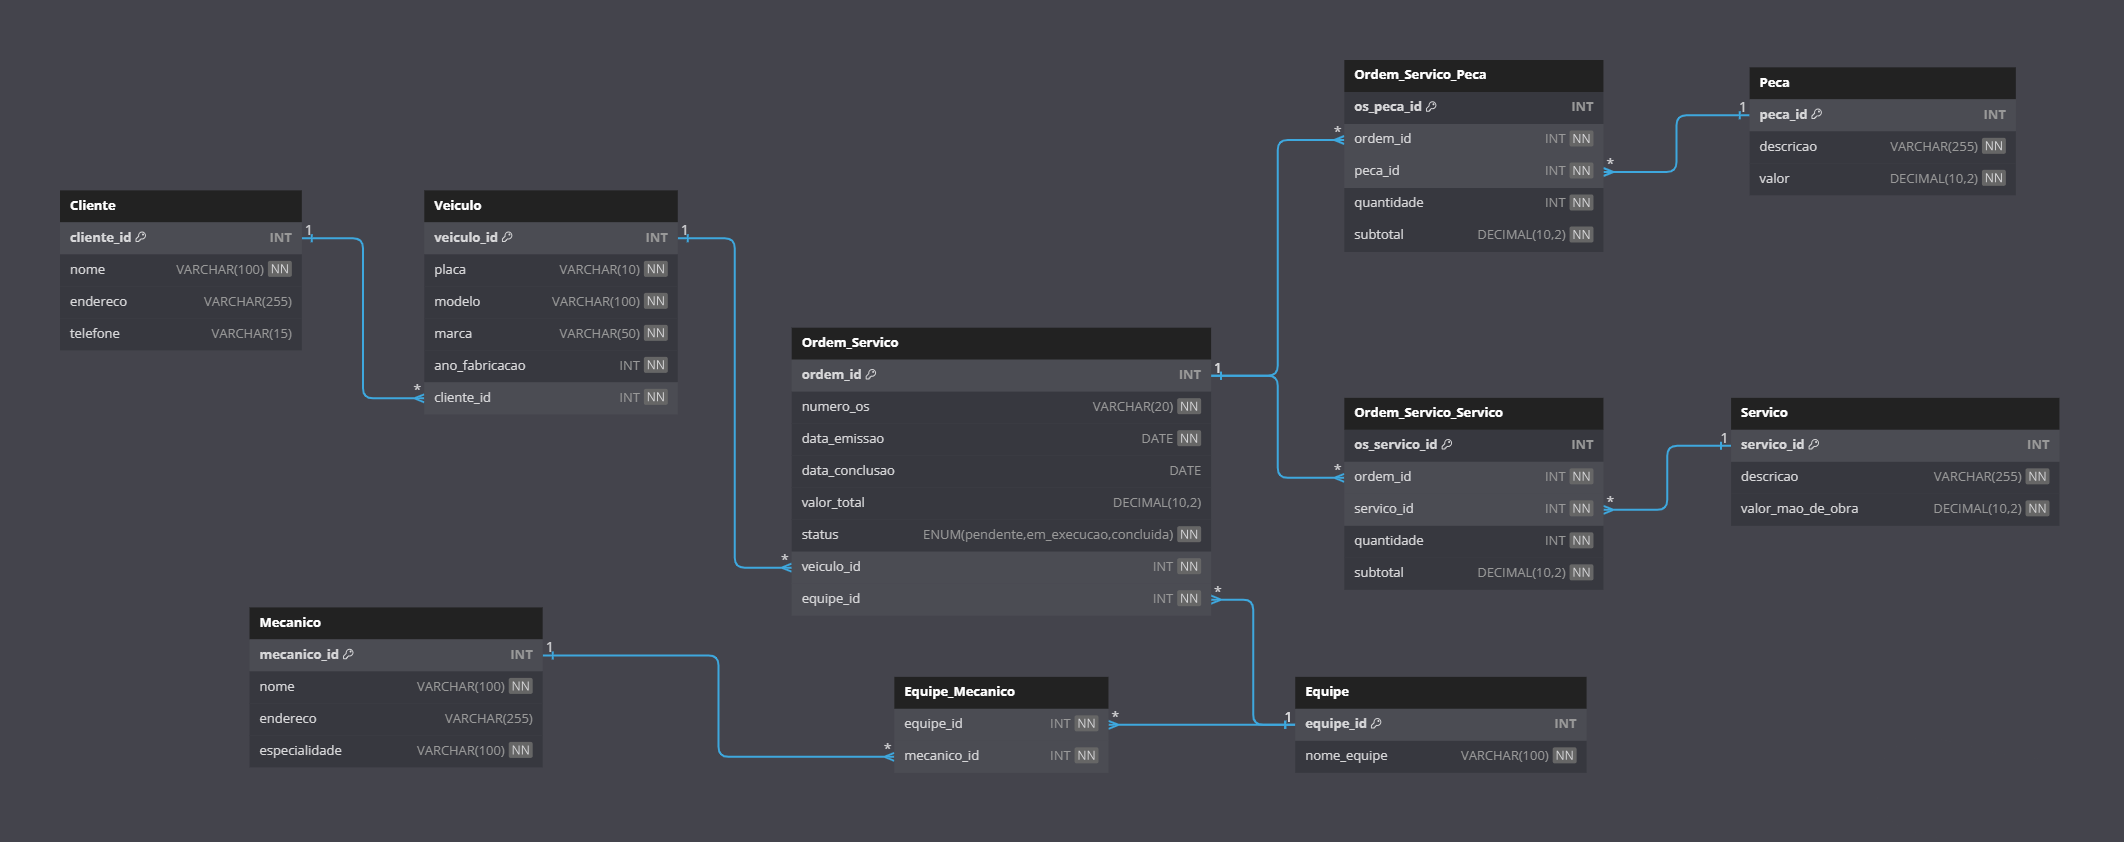 Cliente
cliente_id INT
nome VARCHAR(100) NN
endereco VARCHAR(255)
telefone VARCHAR(15)
1
*
Veiculo
veiculo_id INT
placa VARCHAR(10) NN
modelo VARCHAR(100) NN
marca VARCHAR(50) NN
ano_fabricacao INT NN
cliente_id INT NN
1
*
Ordem_Servico
ordem_id INT
numero_os VARCHAR(20) NN
data_emissao DATE NN
data_conclusao DATE
valor_total DECIMAL(10,2)
status ENUM(pendente,em_execucao,concluida) NN
veiculo_id INT NN
equipe_id INT NN
1
*
Ordem_Servico_Peca
os_peca_id INT
ordem_id INT NN
peca_id INT NN
quantidade INT NN
subtotal DECIMAL(10,2) NN
*
*
1
Peca
peca_id INT
descricao VARCHAR(255) NN
valor DECIMAL(10,2) NN
*
Ordem_Servico_Servico
os_servico_id INT
ordem_id INT NN
servico_id INT NN
quantidade INT NN
subtotal DECIMAL(10,2) NN
*
1
Servico
servico_id INT
descricao VARCHAR(255) NN
valor_mao_de_obra DECIMAL(10,2) NN
Mecanico
mecanico_id INT
nome VARCHAR(100) NN
endereco VARCHAR(255)
especialidade VARCHAR(100) NN
1
*
Equipe_Mecanico
equipe_id INT NN
mecanico_id INT NN
*
1
Equipe
equipe_id INT
nome_equipe VARCHAR(100) NN